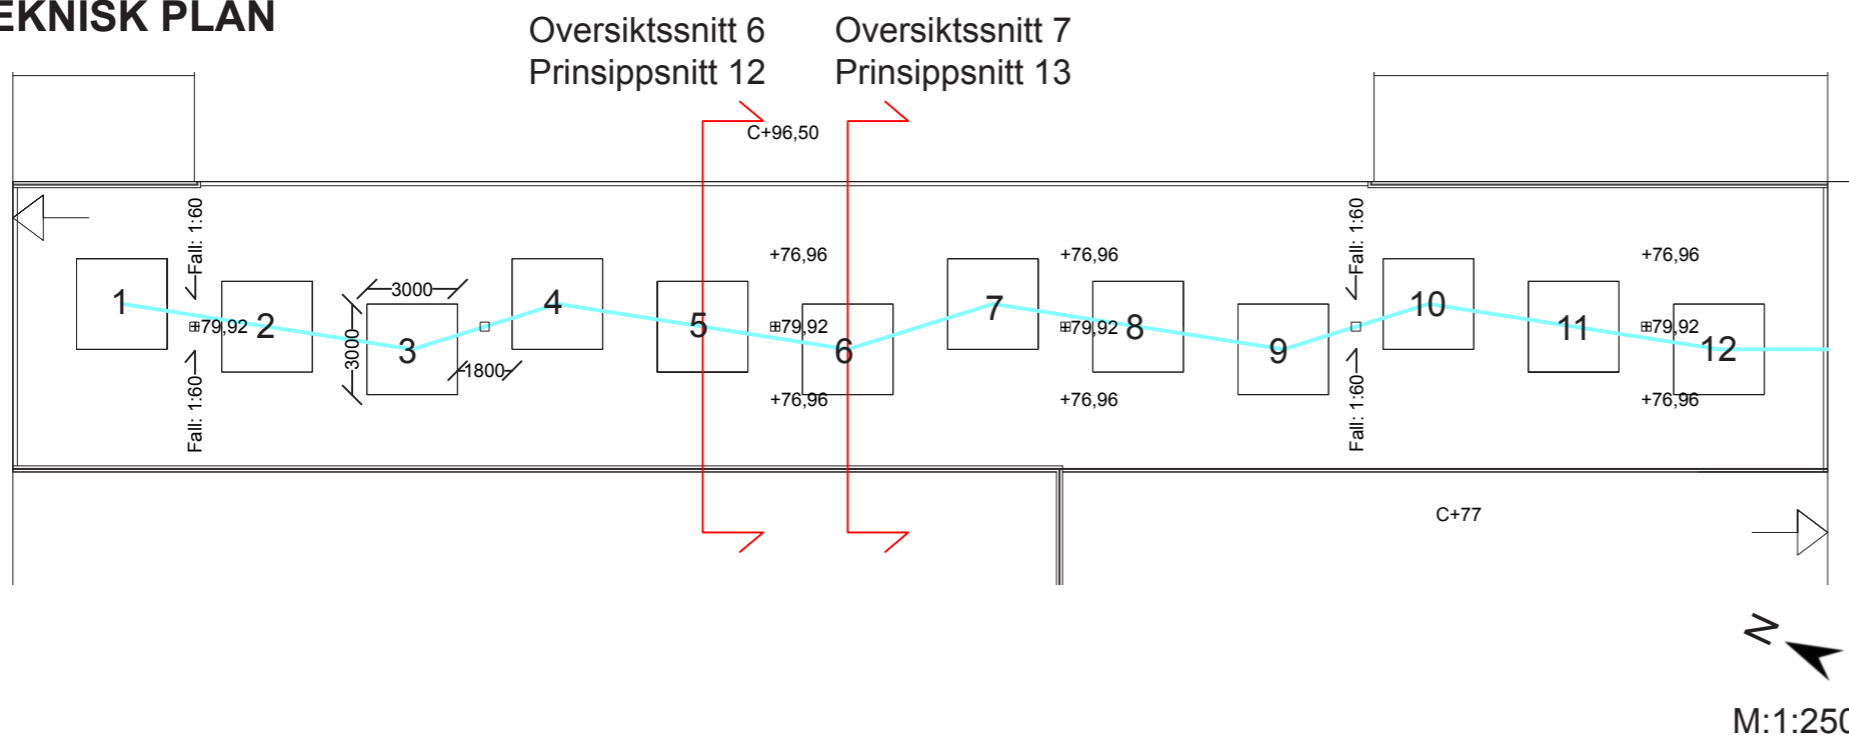 EKNISK PLAN
Oversiktssnitt 6
Prinsippsnitt 12
Oversiktssnitt 7
Prinsippsnitt 13
C+96,50
Fall: 1:60
Fall: 1:60
+76,96
+76,96
+76,96
1
79,92
2
3000
3000
3
1800
4
5
79,92
6
7
79,92
8
9
10
11
79,92
12
Fall: 1:60
Fall: 1:60
+76,96
+76,96
+76,96
C+77
N
M:1:250